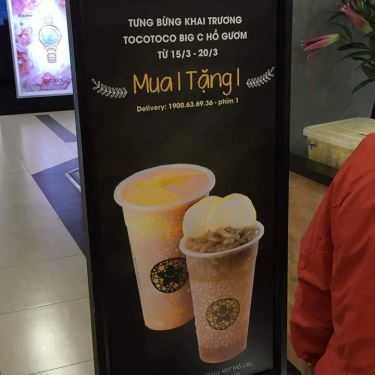 TƯNG BỪNG KHAI TRƯƠNG
TOCOTOCO BIG C HỒ GƯƠM
TỪ 15/3 - 20/3
Mua 1 Tặng 1
Delivery: 1900.63.69.36 - phím 1